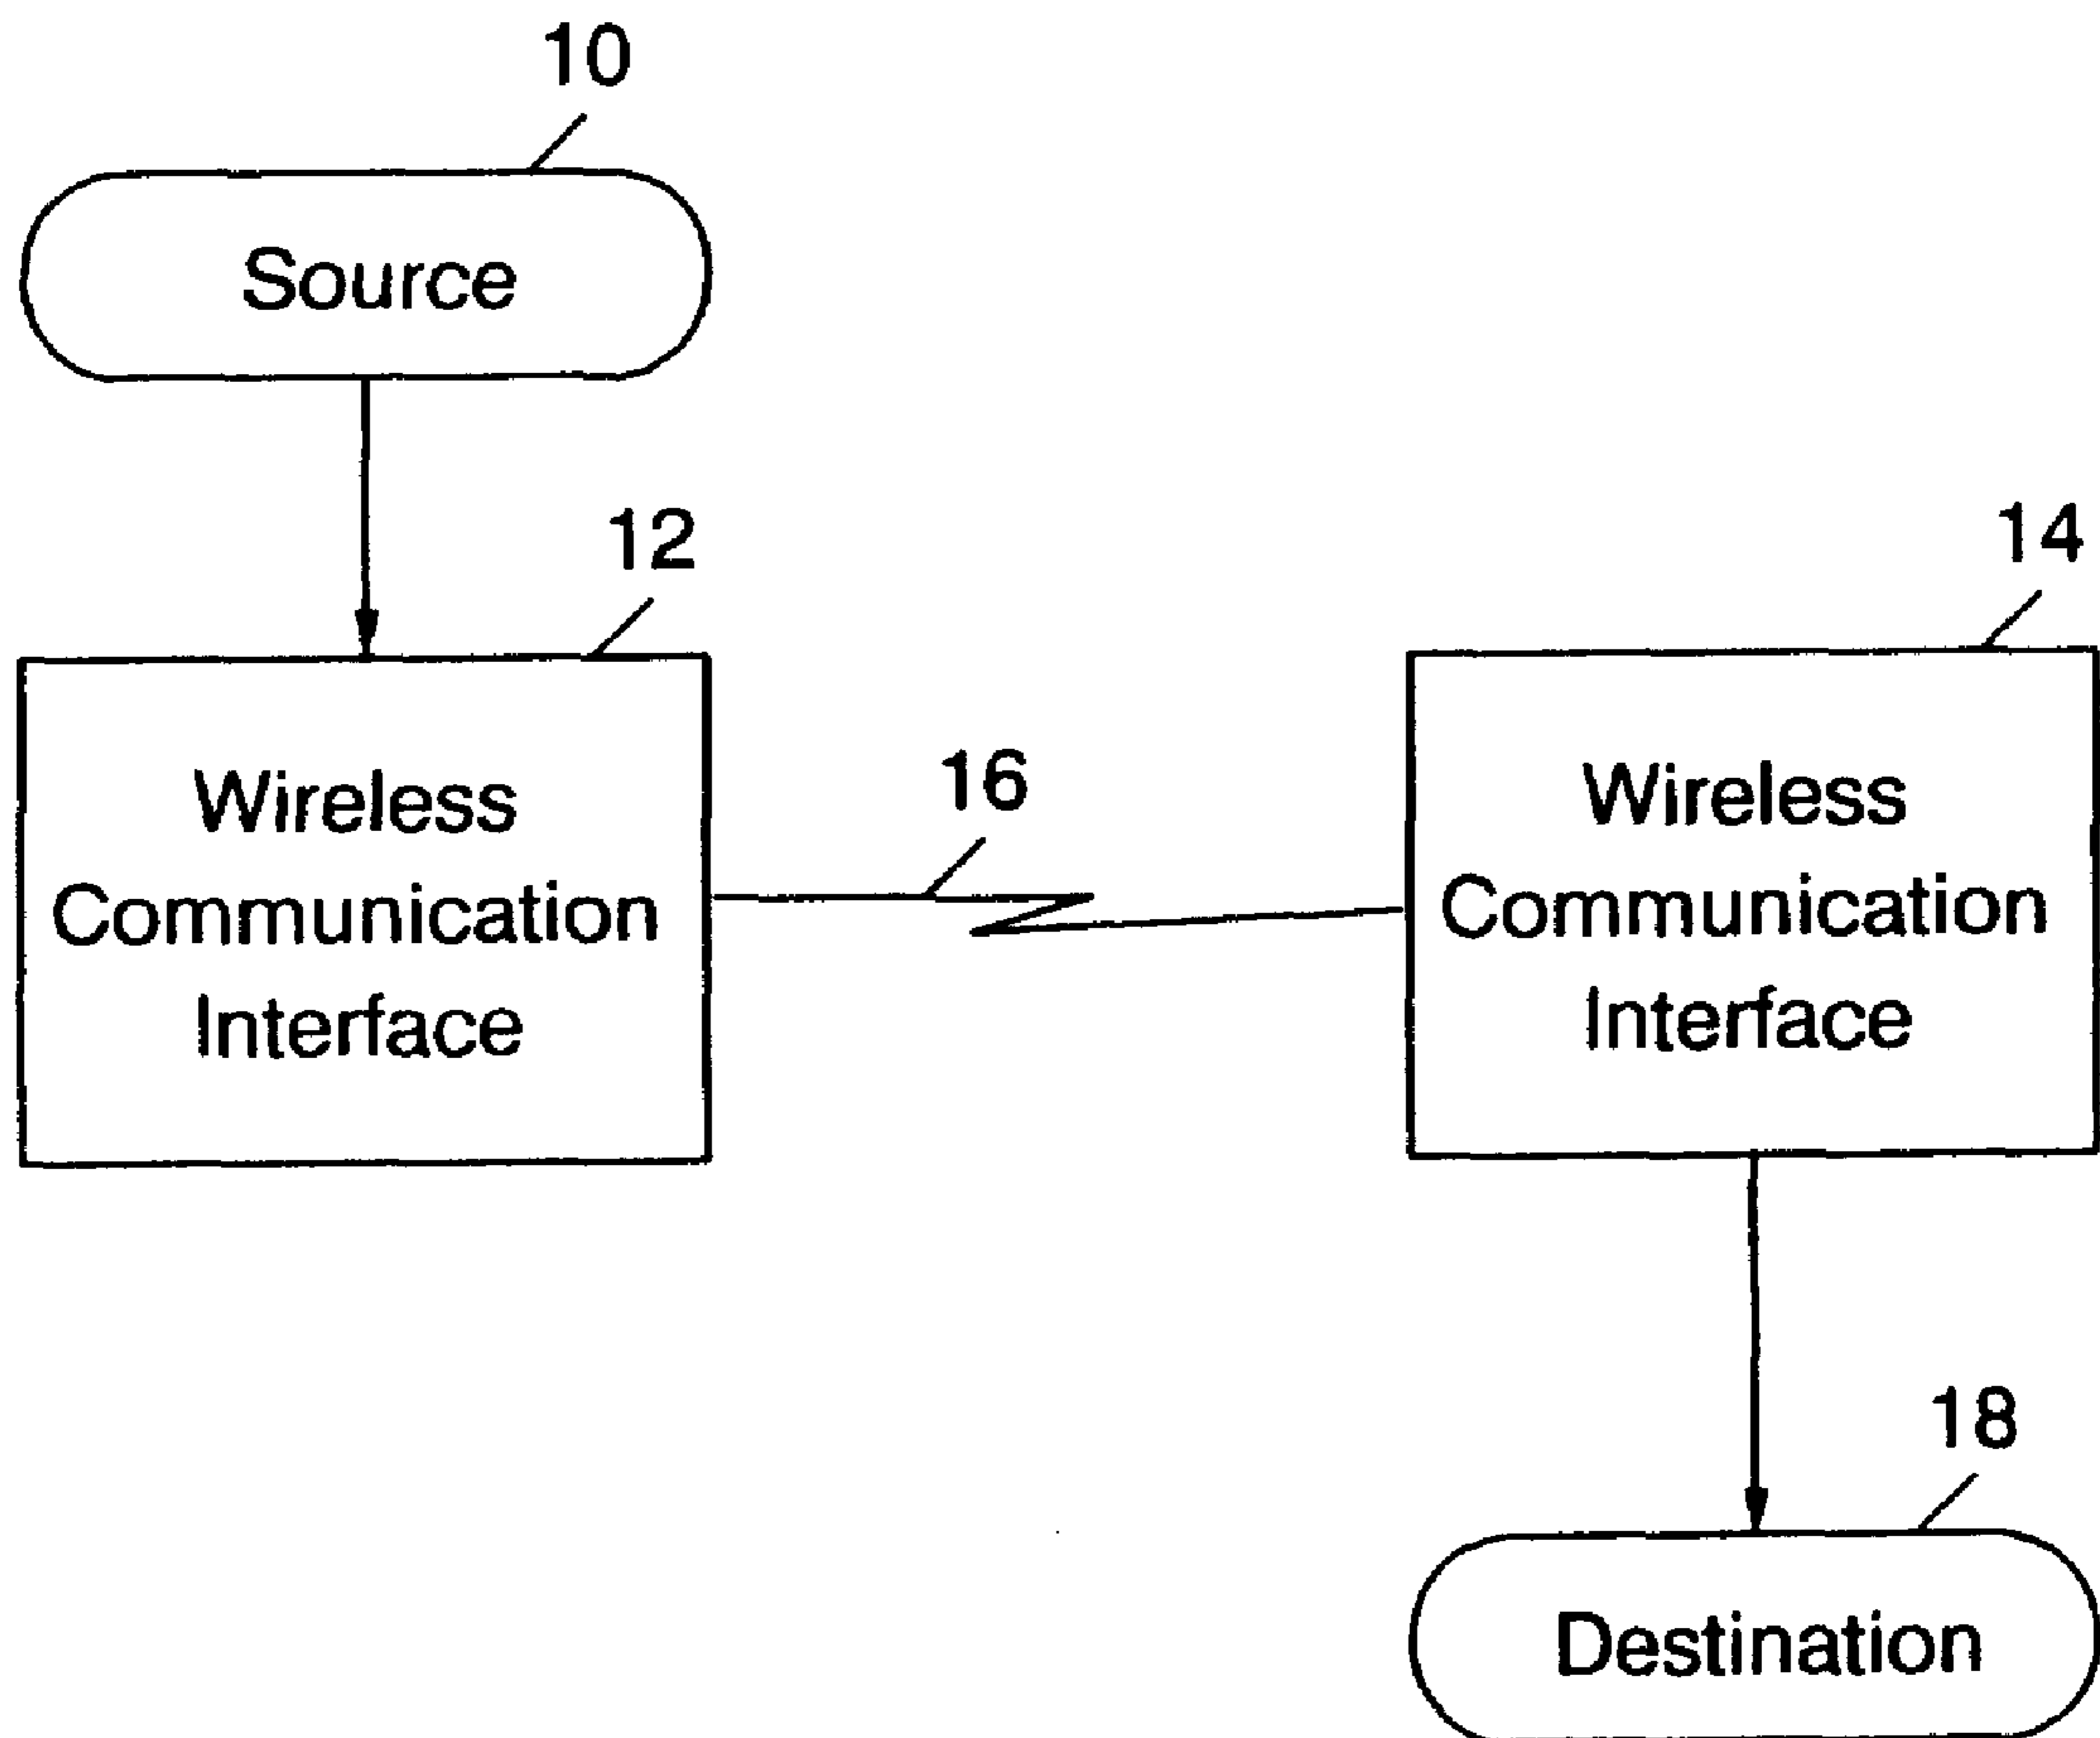 10
Source
12
14
Wireless
Communication
Interface
16
Wireless
Communication
Interface
18
Destination